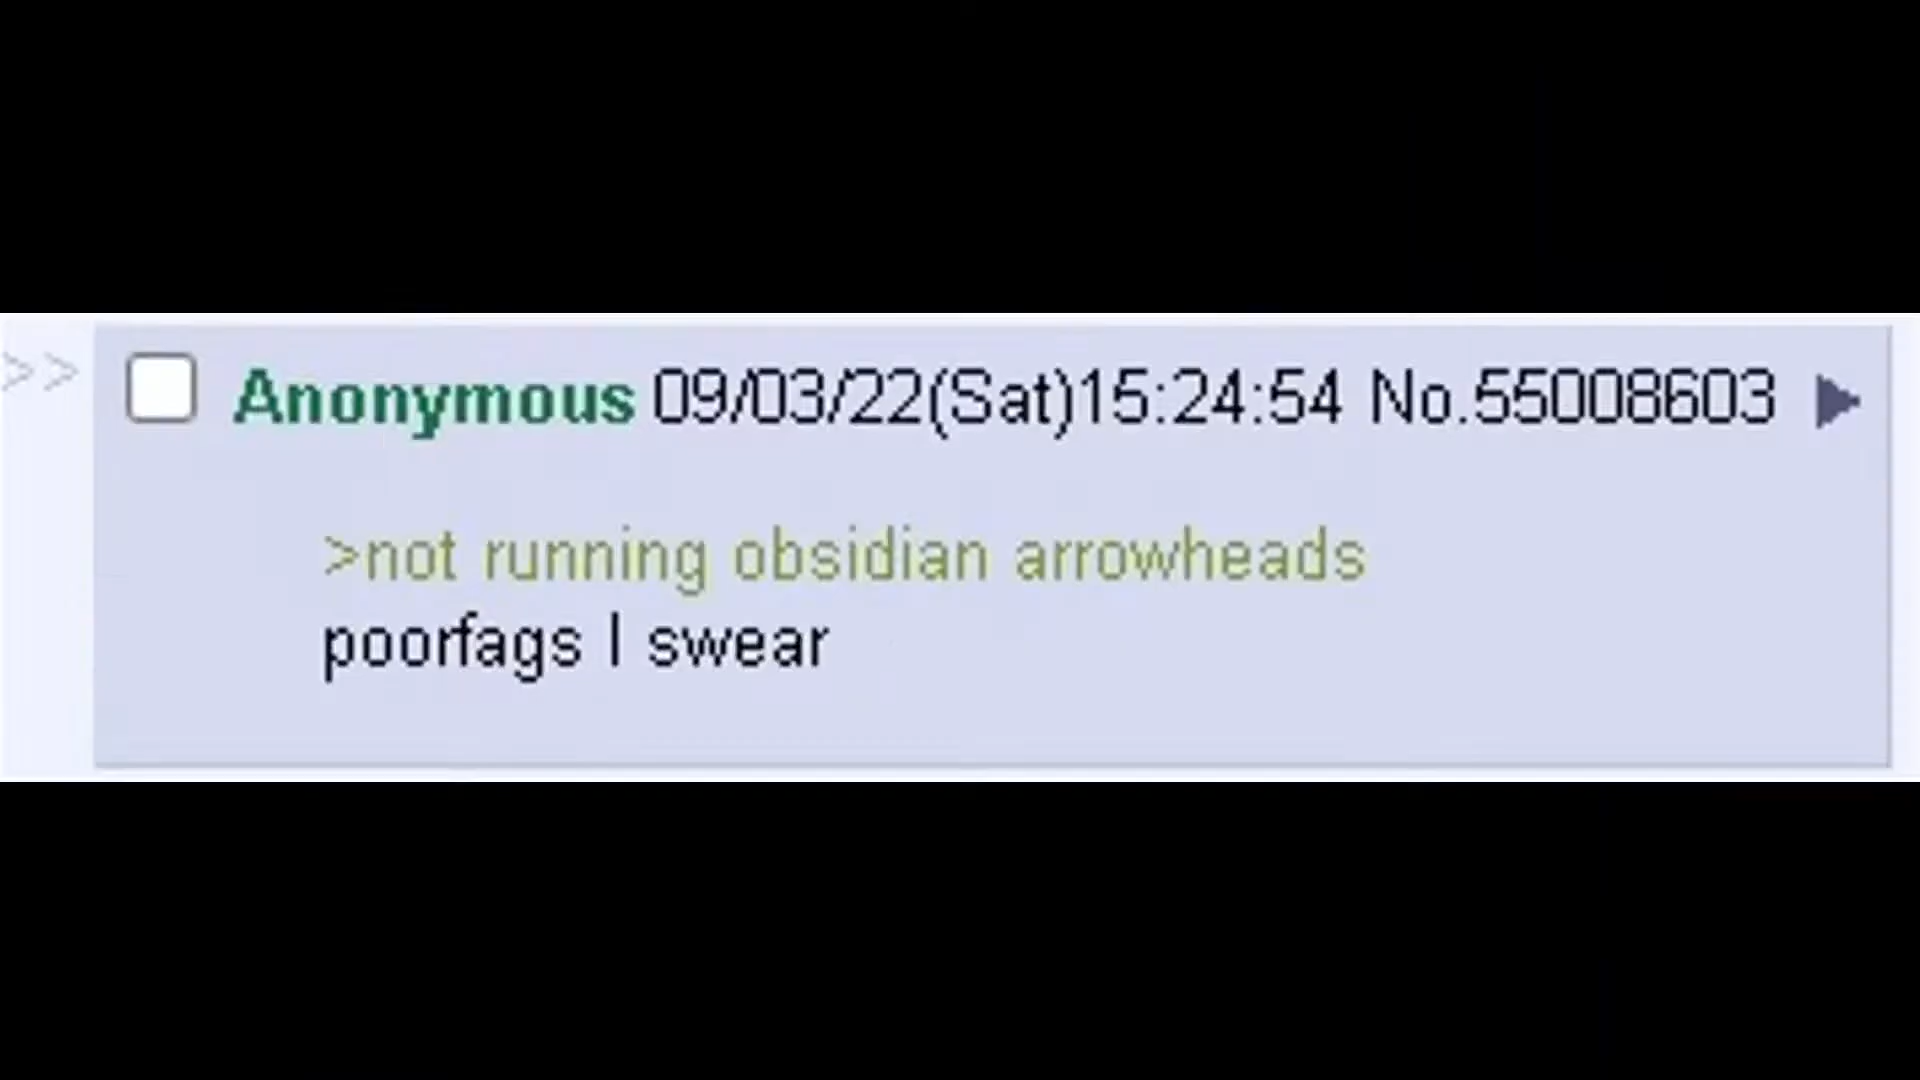 >>
Anonymous 09/03/22(Sat)15:24:54 No.55008603 ▶
>not running obsidian arrowheads
poorfags I swear